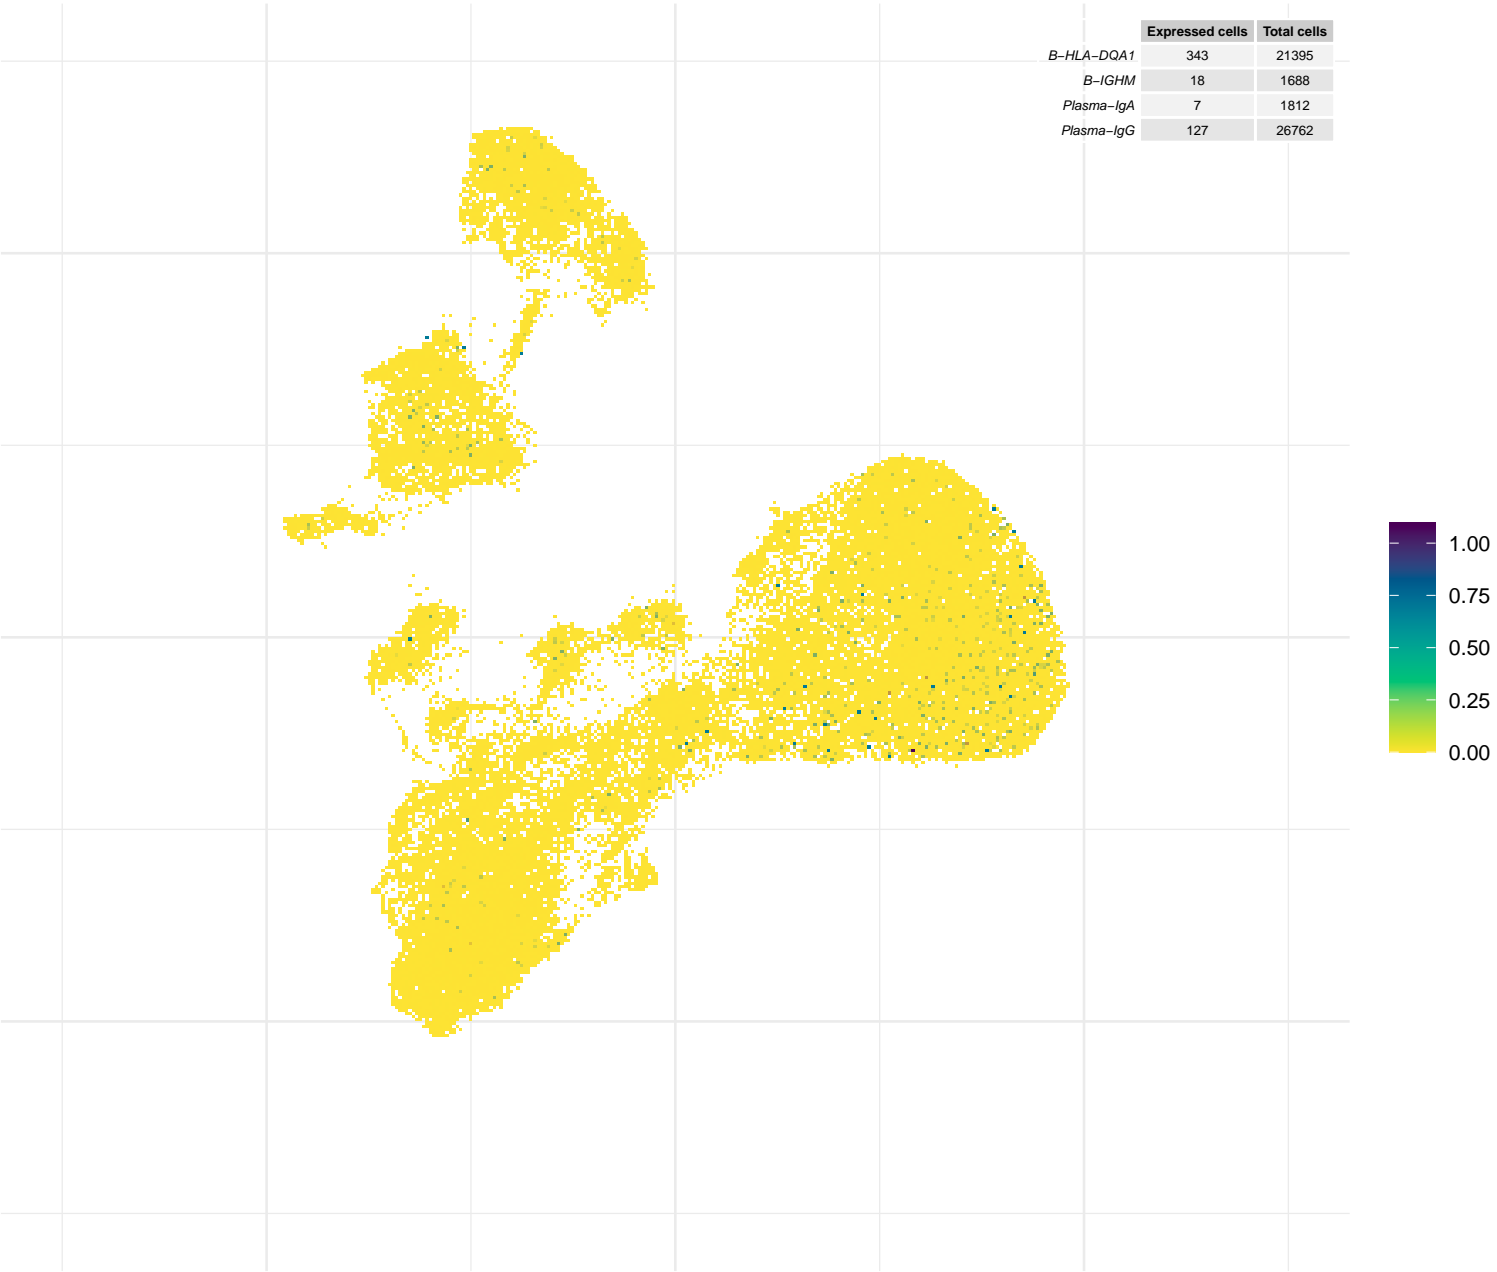 Expressed cells Total cells
B−HLA−DQA1 343 21395
B−IGHM 18 1688
Plasma−IgA 7 1812
Plasma−IgG 127 26762
1.00
0.75
0.50
0.25
0.00